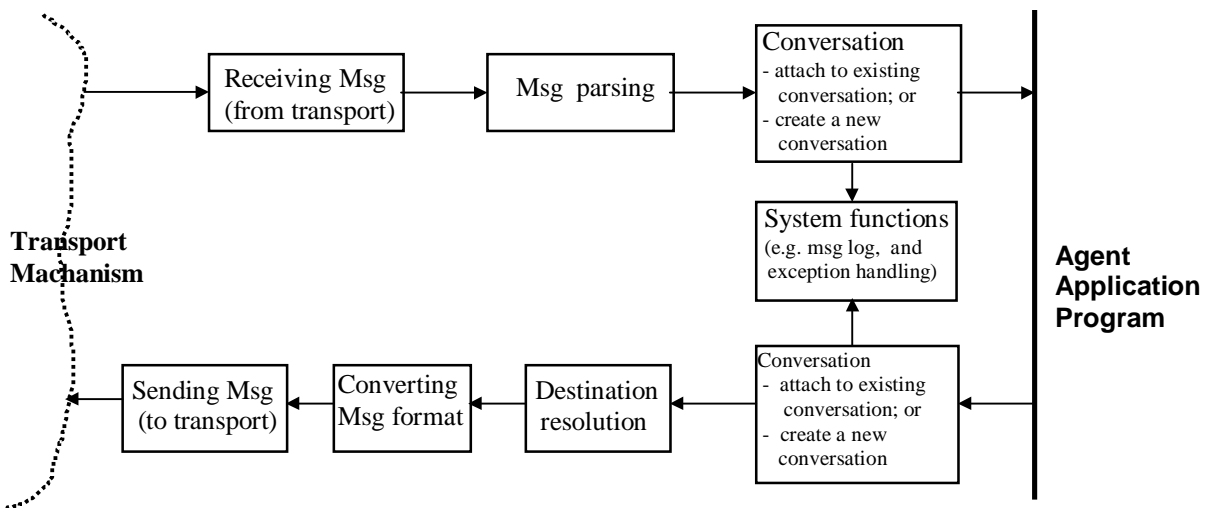 Receiving Msg
(from transport)
Msg parsing
Conversation
- attach to existing
conversation; or
- create a new
conversation
System functions
(e.g. msg log, and
exception handling)
Transport
Machanism
Agent
Application
Program
Sending Msg
(to transport)
Converting
Msg format
Destination
resolution
Conversation
- attach to existing
conversation; or
- create a new
conversation